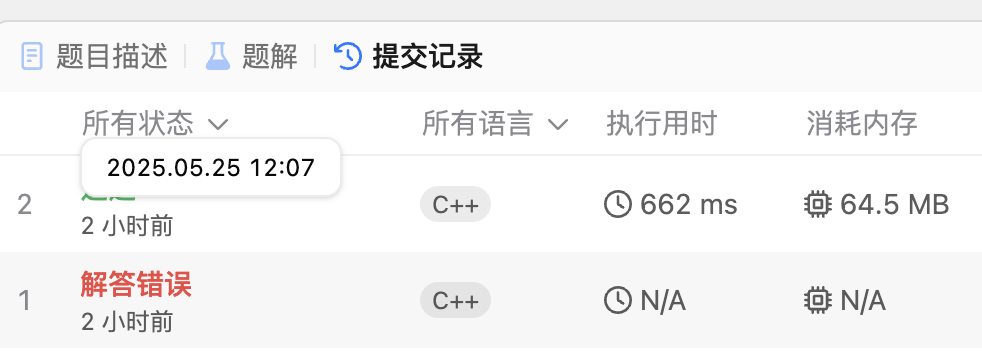 题目描述 题解 提交记录
所有状态 所有语言 执行用时 消耗内存
2025.05.25 12:07
2 C++ 662 ms 64.5 MB
2 小时前
解答错误
1 C++ N/A N/A
2 小时前